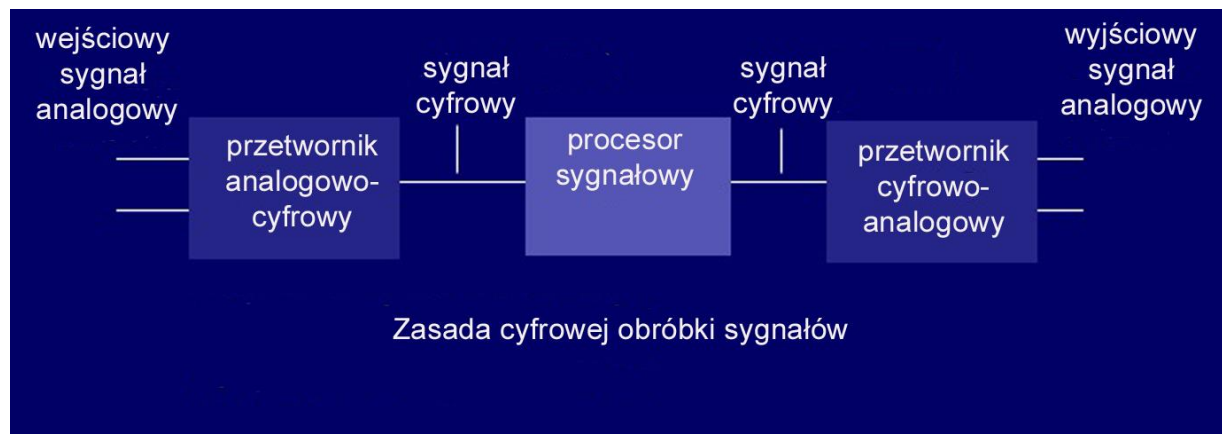 wejściowy
sygnał
analogowy
sygnał
cyfrowy
sygnał
cyfrowy
wyjściowy
sygnał
analogowy
przetwornik
analogowo-
cyfrowy
procesor
sygnałowy
przetwornik
cyfrowo-
analogowy
Zasada cyfrowej obróbki sygnałów